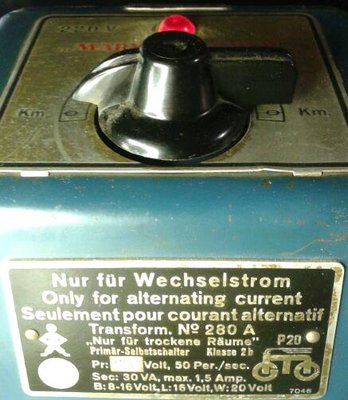 220 V
Km.
Km.
Nur für Wechselstrom
Only for alternating current
Seulement pour courant alternatif
Transform. Nº 280 A
„Nur für trockene Räume" P20
Primär-Selbstschalter Klasse 2h
Pr: Volt, 50 Per./sec.
Sec: 30 VA, max. 1,5 Amp.
B: 8-16 Volt, L: 16 Volt, W: 20 Volt
7046